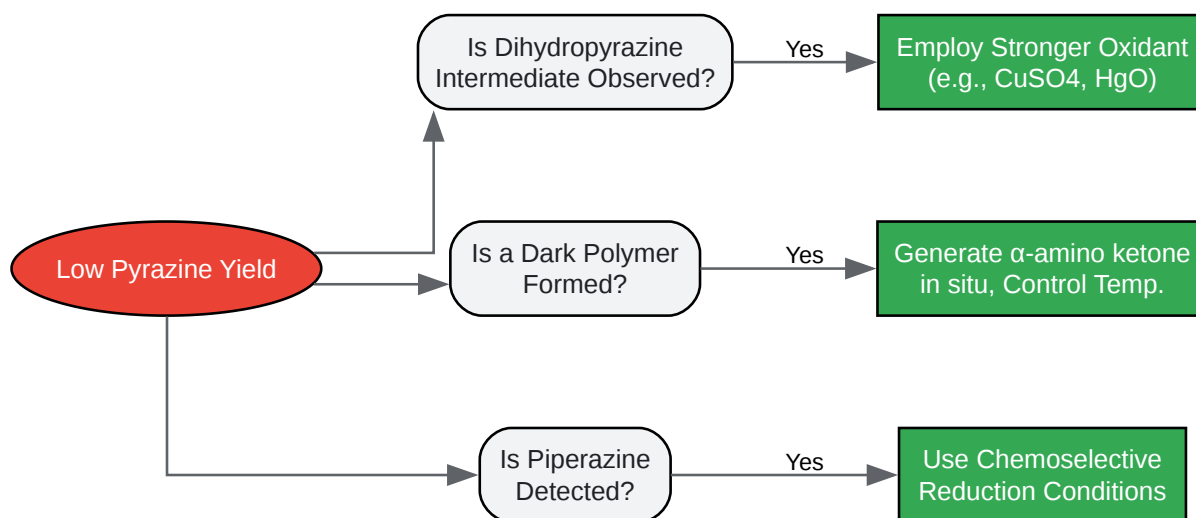 Is Dihydropyrazine
Intermediate Observed?
Yes
Employ Stronger Oxidant
(e.g., CuSO4, HgO)
Low Pyrazine Yield
Is a Dark Polymer
Formed?
Yes
Generate α-amino ketone
in situ, Control Temp.
Is Piperazine
Detected?
Yes
Use Chemoselective
Reduction Conditions